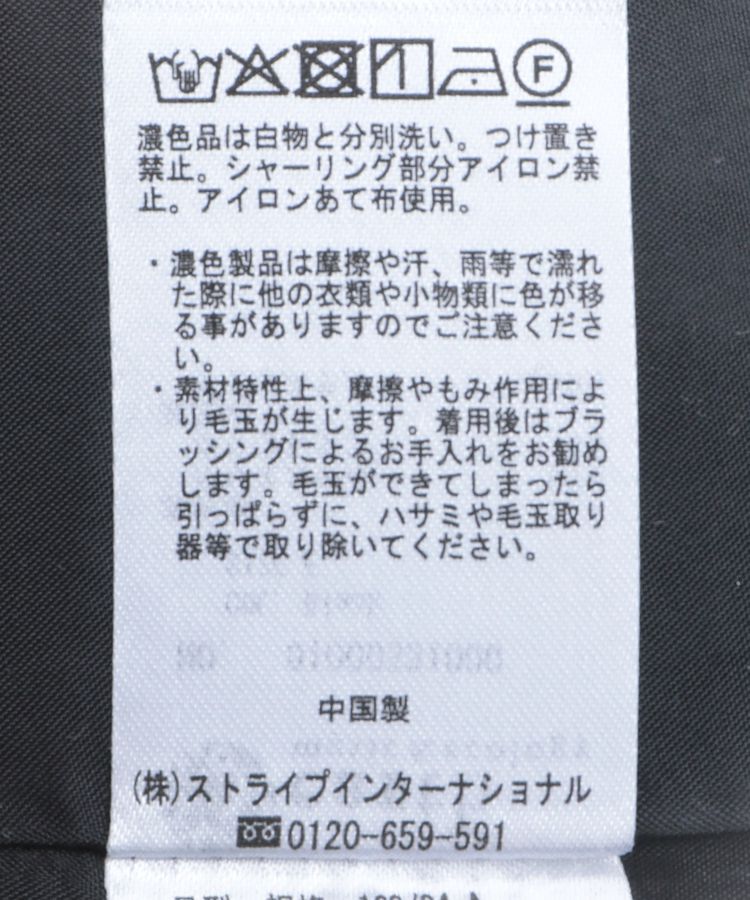 F
濃色品は白物と分別洗い。つけ置き
禁止。シャーリング部分アイロン禁
止。アイロンあて布使用。
・濃色製品は摩擦や汗、雨等で濡れ
た際に他の衣類や小物類に色が移
る事がありますのでご注意くださ
い。
・素材特性上、摩擦やもみ作用によ
り毛玉が生じます。着用後はブラ
ッシングによるお手入れをお勧め
します。毛玉ができてしまったら
引っぱらずに、ハサミや毛玉取り
器等で取り除いてください。
中国製
(株)ストライプインターナショナル
0120-659-591